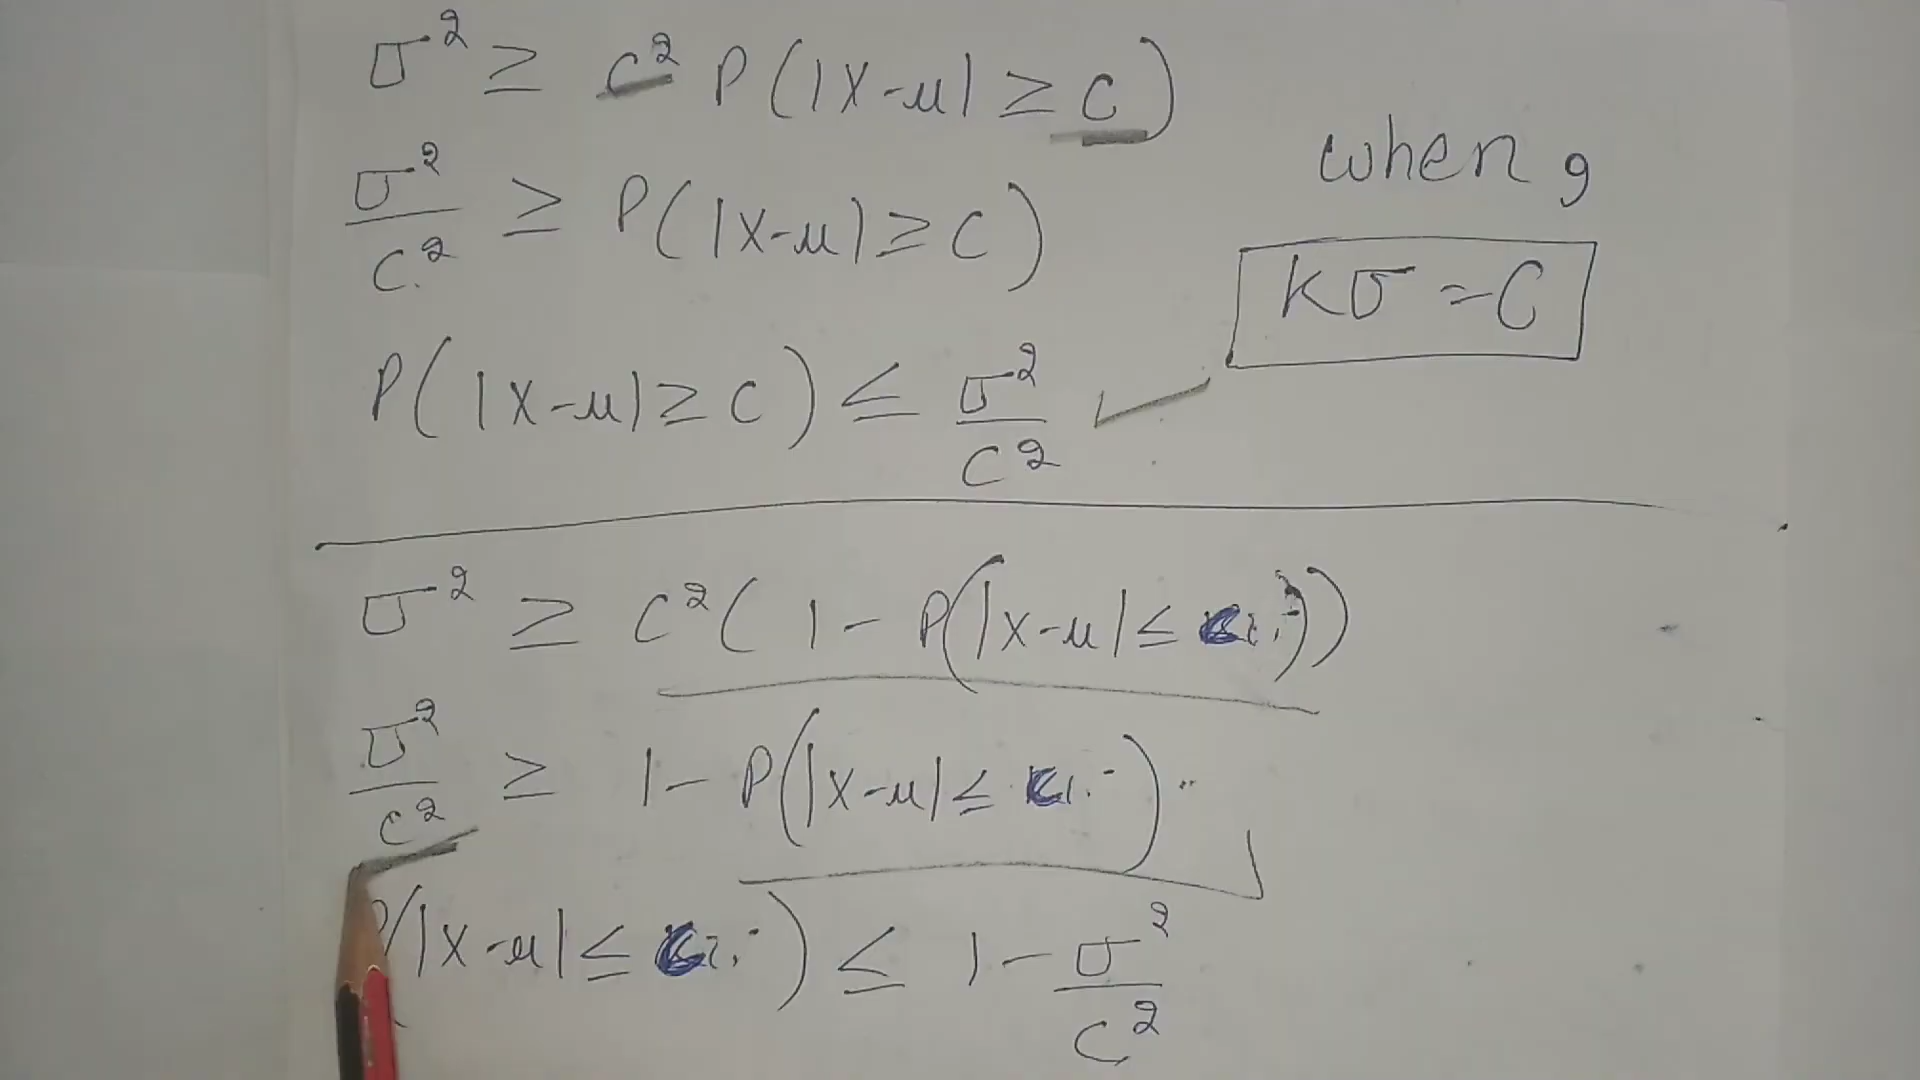 σ² ≥ c² P(|X-μ| ≥ C)
σ²/c² ≥ P(|X-μ| ≥ C)
when,
Kσ = C
P(|X-μ| ≥ C) ≤ σ²/C²
σ² ≥ C²(1 - P(|X-μ| ≤ C))
σ²/c² ≥ 1 - P(|X-μ| ≤ C)
P(|X-μ| ≤ C) ≤ 1 - σ²/C²